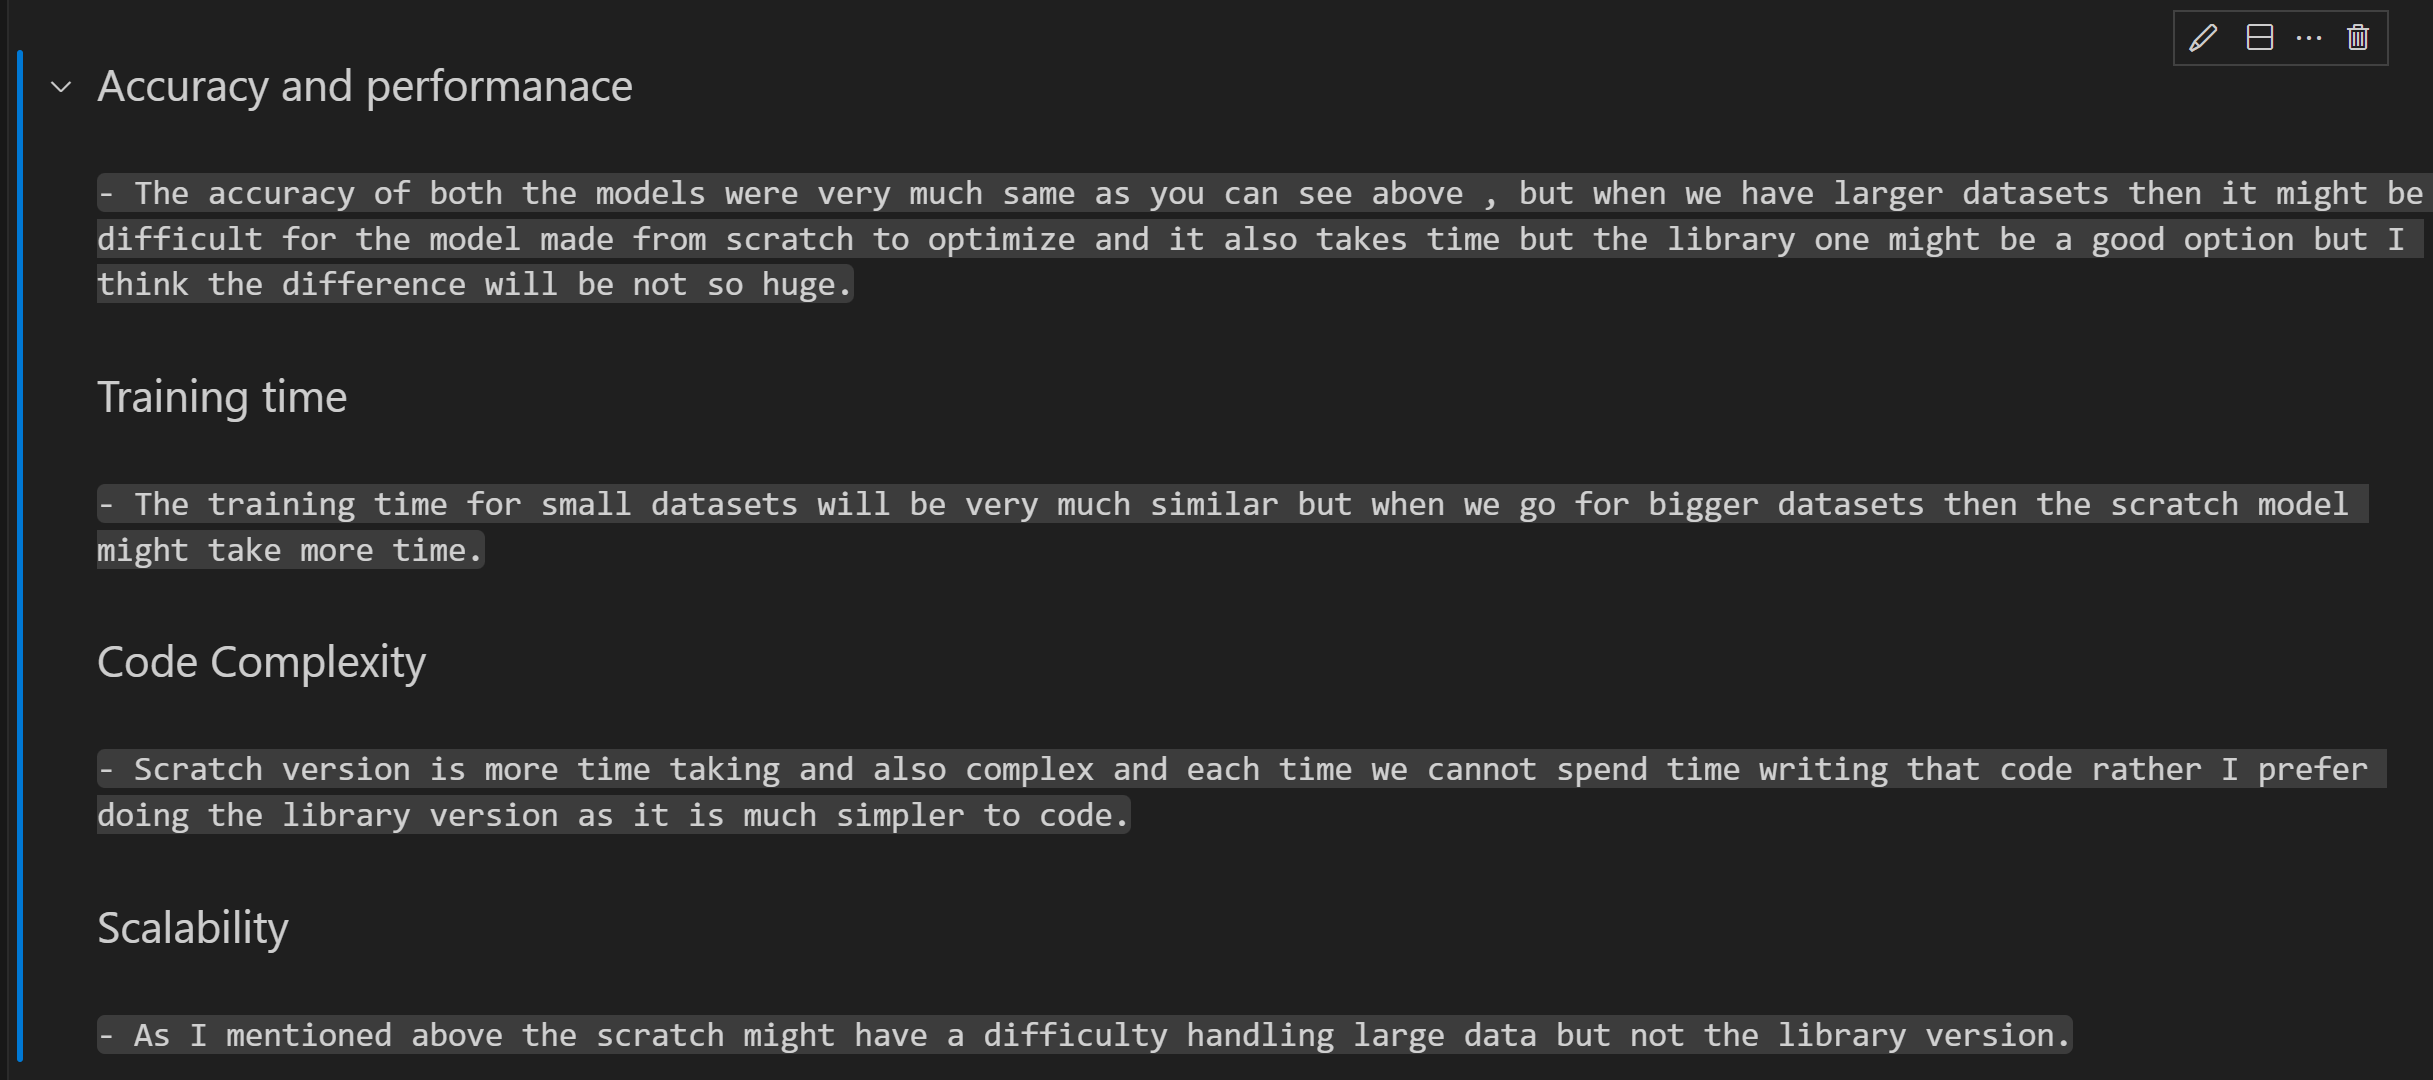 Accuracy and performanace
- The accuracy of both the models were very much same as you can see above , but when we have larger datasets then it might be
difficult for the model made from scratch to optimize and it also takes time but the library one might be a good option but I
think the difference will be not so huge.
Training time
- The training time for small datasets will be very much similar but when we go for bigger datasets then the scratch model
might take more time.
Code Complexity
- Scratch version is more time taking and also complex and each time we cannot spend time writing that code rather I prefer
doing the library version as it is much simpler to code.
Scalability
- As I mentioned above the scratch might have a difficulty handling large data but not the library version.